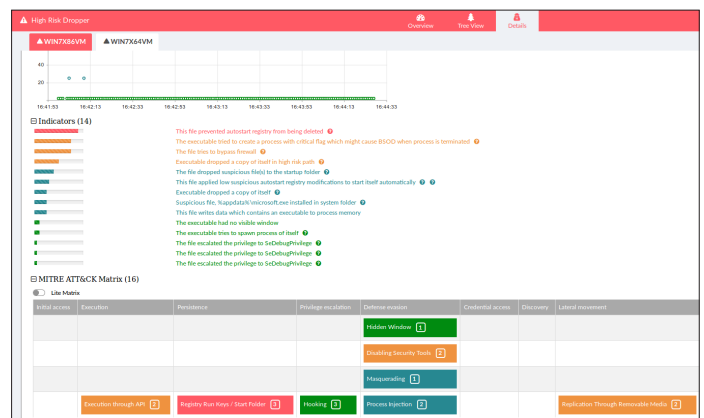 High Risk Dropper
Overview
Tree View
Details
WIN7X86VM
WIN7X64VM
40
20
16:41:53 16:42:13 16:42:33 16:42:53 16:43:13 16:43:33 16:43:53 16:44:13 16:44:33
Indicators (14)
This file prevented autostart registry from being deleted
The executable tried to create a process with critical flag which might cause BSOD when process is terminated
The file tries to bypass firewall
Executable dropped a copy of itself in high risk path
The file dropped suspicious file(s) to the startup folder
This file applied low suspicious autostart registry modifications to start itself automatically
Executable dropped a copy of itself
Suspicious file, %appdata%\microsoft.exe installed in system folder
This file writes data which contains an executable to process memory
The executable had no visible window
The executable tries to spawn process of itself
The file escalated the privilege to SeDebugPrivilege
The file escalated the privilege to SeDebugPrivilege
The file escalated the privilege to SeDebugPrivilege
MITRE ATT&CK Matrix (16)
Lite Matrix
Initial access Execution Persistence Privilege escalation Defense evasion Credential access Discovery Lateral movement
Hidden Window 1
Disabling Security Tools 2
Masquerading 1
Execution through API 2 Registry Run Keys / Start Folder 3 Hooking 3 Process Injection 2 Replication Through Removable Media 2